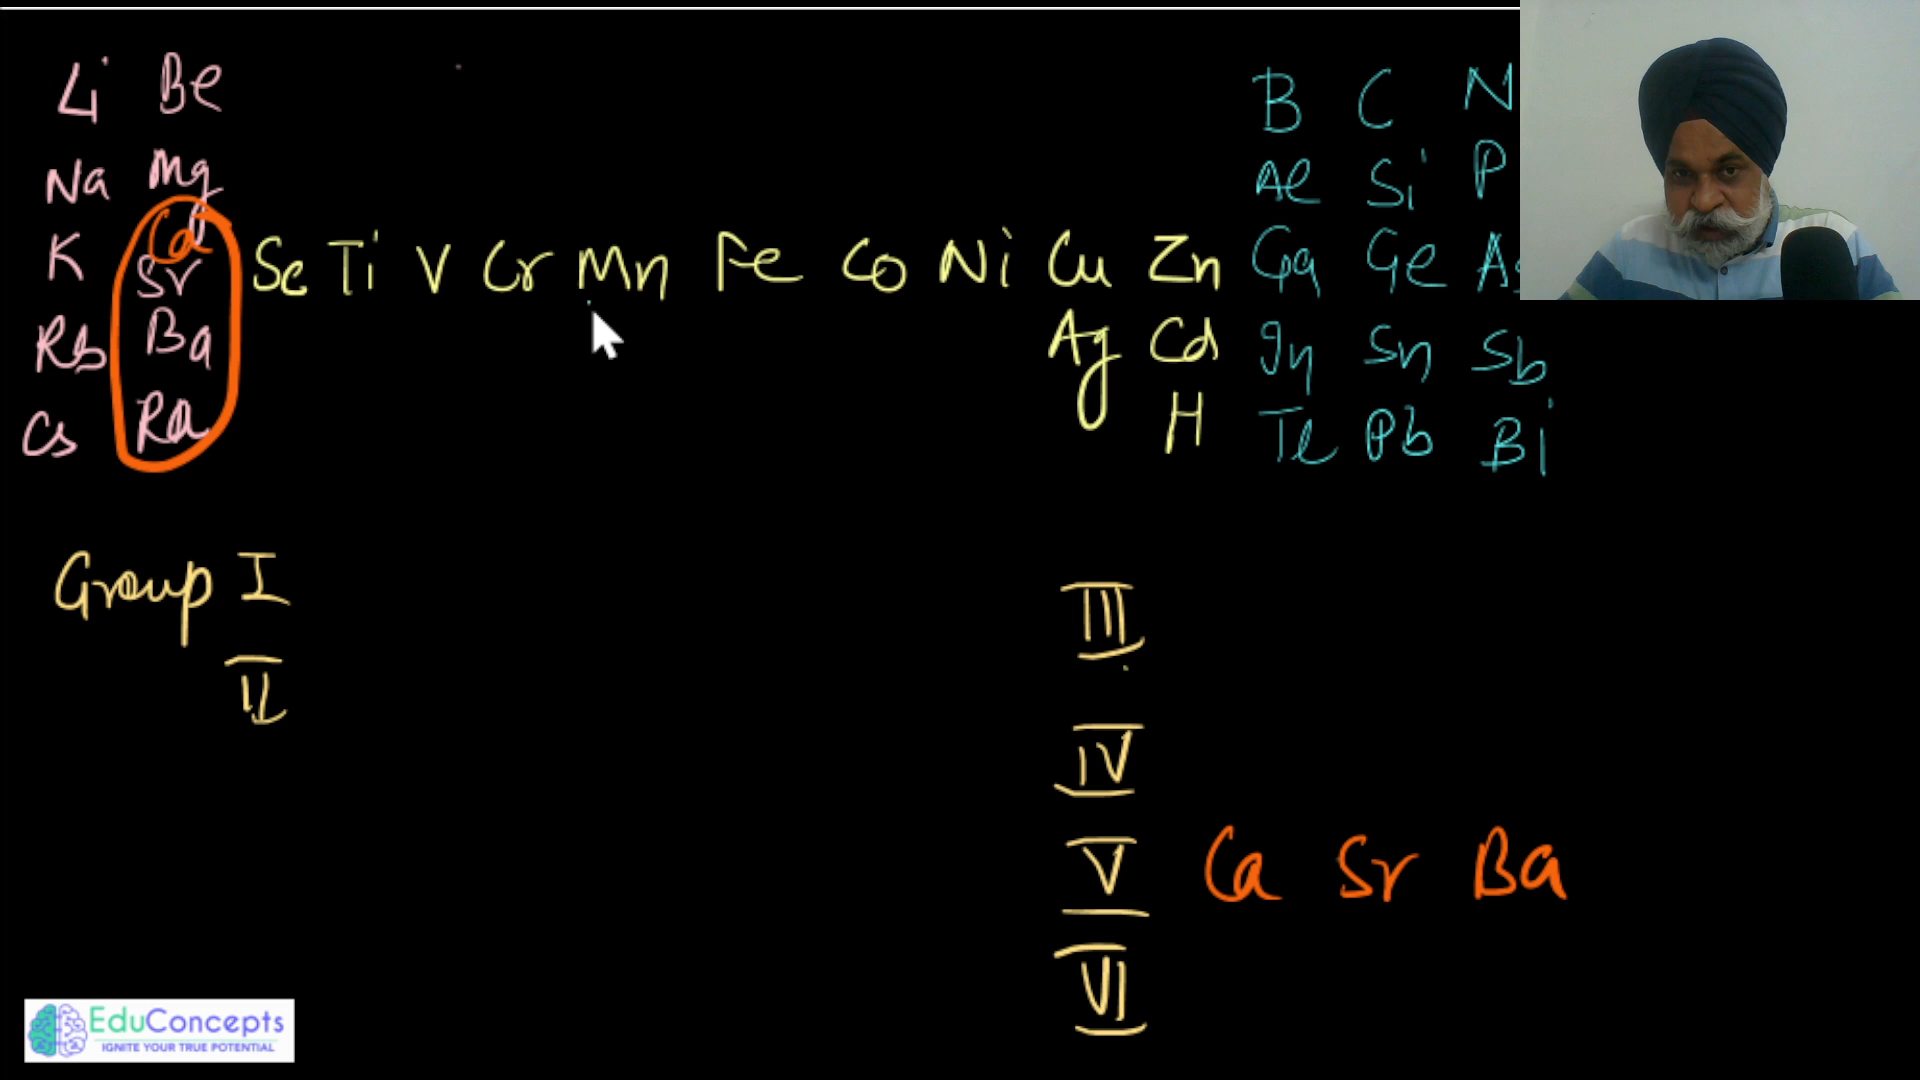 Li Be B C N
Na Mg Al Si P
K Ca Sc Ti V Cr Mn Fe Co Ni Cu Zn Ga Ge
Sr
Rb Ba Ag Cd In Sn Sb
Cs Ra H Tl Pb Bi
Group I III
II
IV
V Ca Sr Ba
VI
EduConcepts
IGNITE YOUR TRUE POTENTIAL